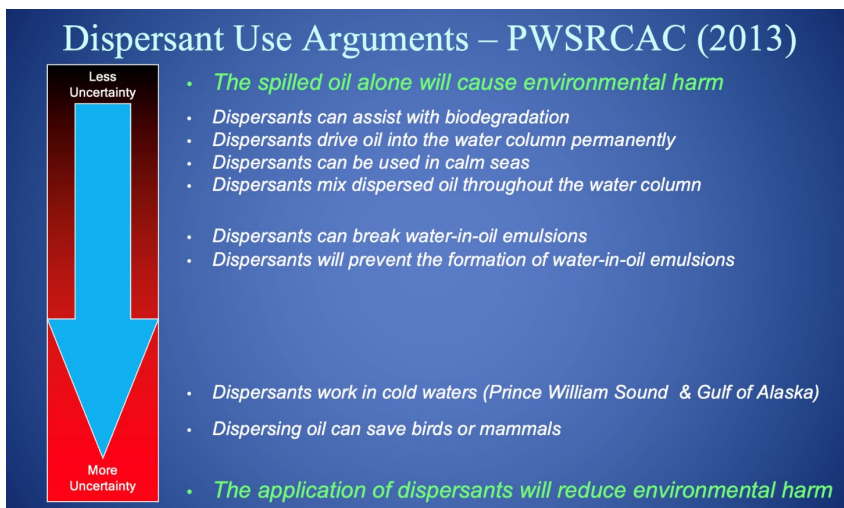 Dispersant Use Arguments – PWSRCAC (2013)
Less
Uncertainty
• The spilled oil alone will cause environmental harm
• Dispersants can assist with biodegradation
• Dispersants drive oil into the water column permanently
• Dispersants can be used in calm seas
• Dispersants mix dispersed oil throughout the water column
• Dispersants can break water-in-oil emulsions
• Dispersants will prevent the formation of water-in-oil emulsions
• Dispersants work in cold waters (Prince William Sound & Gulf of Alaska)
• Dispersing oil can save birds or mammals
More
Uncertainty
• The application of dispersants will reduce environmental harm